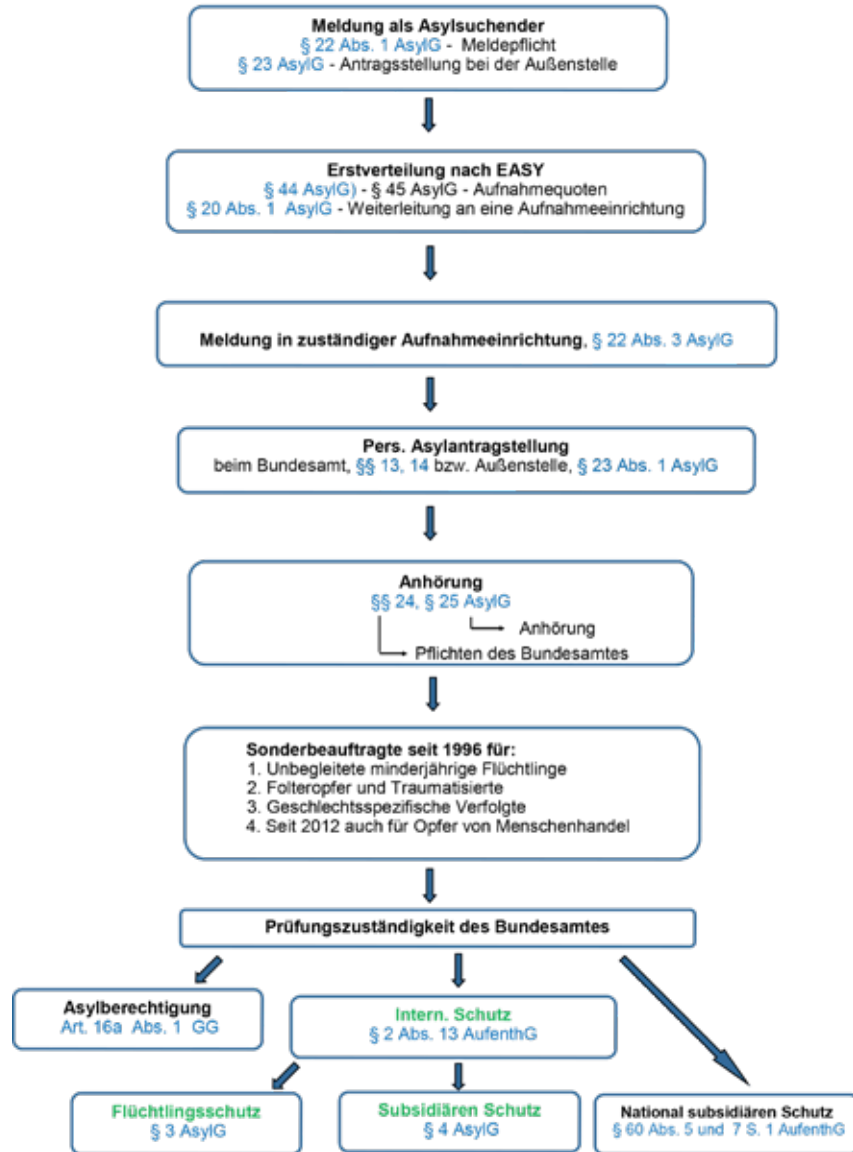 Meldung als Asylsuchender
§ 22 Abs. 1 AsylG - Meldepflicht
§ 23 AsylG - Antragsstellung bei der Außenstelle
Erstverteilung nach EASY
§ 44 AsylG) - § 45 AsylG - Aufnahmequoten
§ 20 Abs. 1 AsylG - Weiterleitung an eine Aufnahmeeinrichtung
Meldung in zuständiger Aufnahmeeinrichtung, § 22 Abs. 3 AsylG
Pers. Asylantragstellung
beim Bundesamt, §§ 13, 14 bzw. Außenstelle, § 23 Abs. 1 AsylG
Anhörung
§§ 24, § 25 AsylG
Anhörung
Pflichten des Bundesamtes
Sonderbeauftragte seit 1996 für:
1. Unbegleitete minderjährige Flüchtlinge
2. Folteropfer und Traumatisierte
3. Geschlechtsspezifische Verfolgte
4. Seit 2012 auch für Opfer von Menschenhandel
Prüfungszuständigkeit des Bundesamtes
Asylberechtigung
Art. 16a Abs. 1 GG
Intern. Schutz
§ 2 Abs. 13 AufenthG
Flüchtlingsschutz
§ 3 AsylG
Subsidiären Schutz
§ 4 AsylG
National subsidiären Schutz
§ 60 Abs. 5 und 7 S. 1 AufenthG